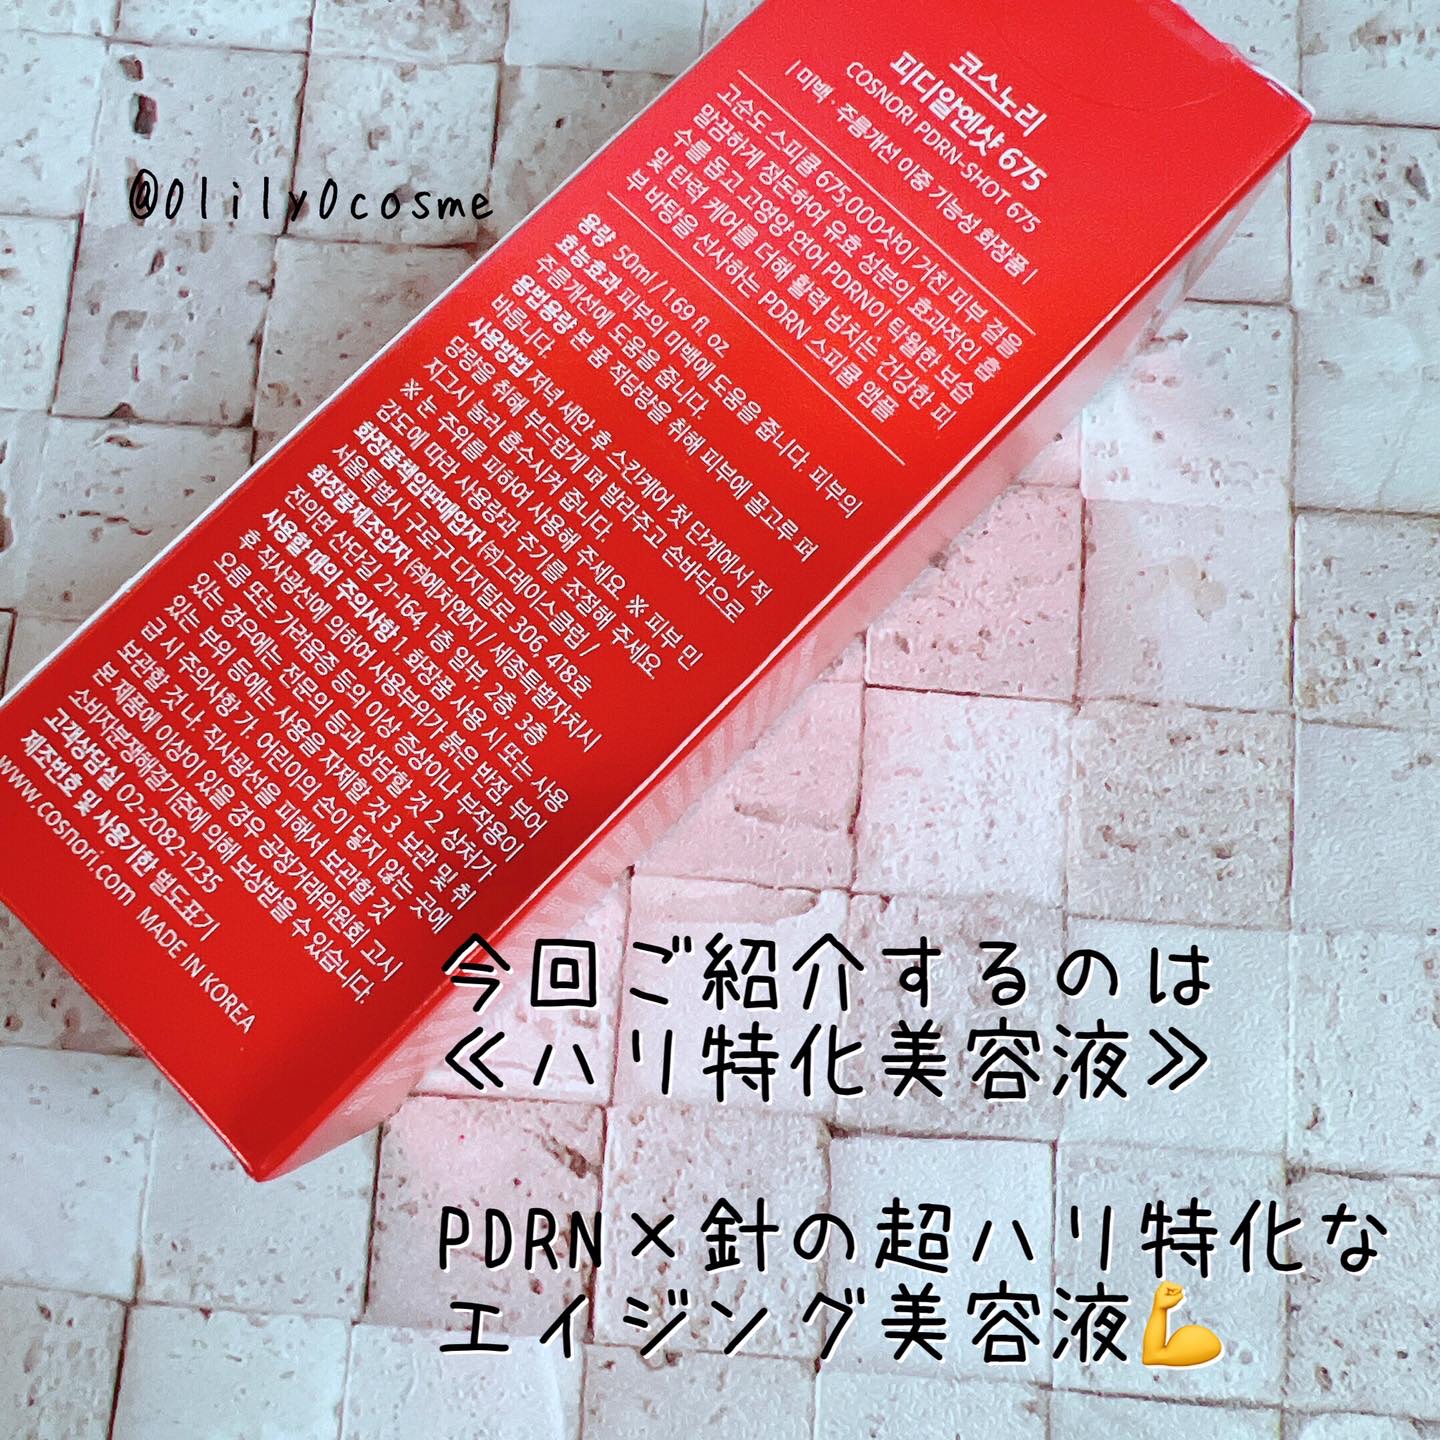 @0lily0cosme
코스노리
피디알엔샷 675
COSNORI PDRN-SHOT 675
| 미백·주름개선 이중 기능성 화장품 |
고순도 스피큘 675,000샷이 거친 피부 결을
말끔하게 정돈하여 유효 성분의 효과적인 흡
수를 돕고 고영양 연어 PDRN이 탁월한 보습
및 탄력 케어를 더해 활력 넘치는 건강한 피
부 바탕을 선사하는 PDRN 스피큘 앰플
용량 50ml / 1.69 fl. oz
효능효과 피부의 미백에 도움을 줍니다. 피부의
주름개선에 도움을 줍니다.
용법용량 본 품 적당량을 취해 피부에 골고루 펴
바릅니다.
사용방법 저녁 세안 후 스킨케어 첫 단계에서 적
당량을 취해 부드럽게 펴 발라주고 손바닥으로
지그시 눌러 흡수시켜 줍니다.
※ 눈 주위를 피하여 사용해 주세요 ※ 피부 민
감도에 따라 사용량과 주기를 조절해 주세요
화장품책임판매업자 ㈜그레이스클럽 /
서울특별시 구로구 디지털로 306, 418호
화장품제조업자 ㈜에이치엔지 / 세종특별자치시
전의면 산단길 21-164, 1층 일부, 2층, 3층
사용할 때의 주의사항 1. 화장품 사용 시 또는 사용
후 직사광선에 의하여 사용부위가 붉은 반점, 부어
오름 또는 가려움증 등의 이상 증상이나 부작용이
있는 경우에는 전문의 등과 상담할 것 2. 상처가
있는 부위 등에는 사용을 자제할 것 3. 보관 및 취
급 시 주의사항 가. 어린이의 손이 닿지 않는 곳에
보관할 것 나. 직사광선을 피해서 보관할 것
본 제품에 이상이 있을 경우 공정거래위원회 고시
소비자분쟁해결기준에 의해 보상받을 수 있습니다.
고객상담실 02-2082-1235
제조번호 및 사용기한 별도표기
www.cosnori.com MADE IN KOREA
今回ご紹介するのは
≪ハリ特化美容液≫
PDRN×針の超ハリ特化な
エイジング美容液💪